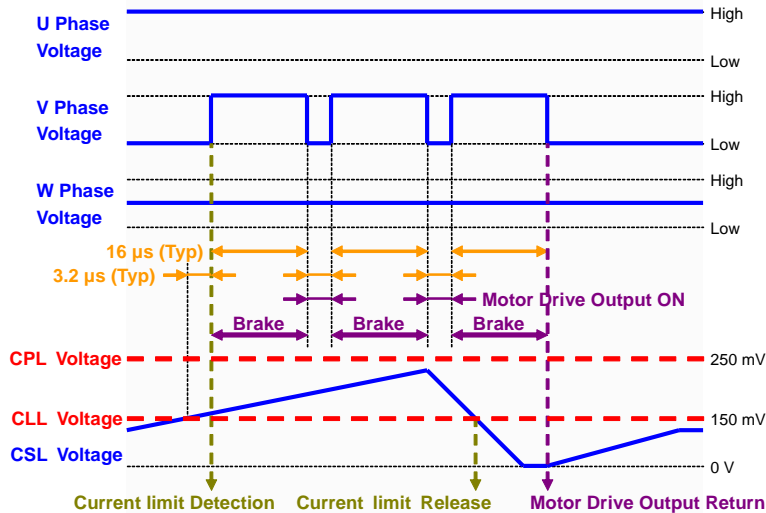 U Phase
Voltage
High
Low
V Phase
Voltage
High
Low
W Phase
Voltage
High
Low
16 µs (Typ)
3.2 µs (Typ)
Motor Drive Output ON
Brake Brake Brake
CPL Voltage
250 mV
CLL Voltage
150 mV
CSL Voltage
0 V
Current limit Detection
Current limit Release
Motor Drive Output Return